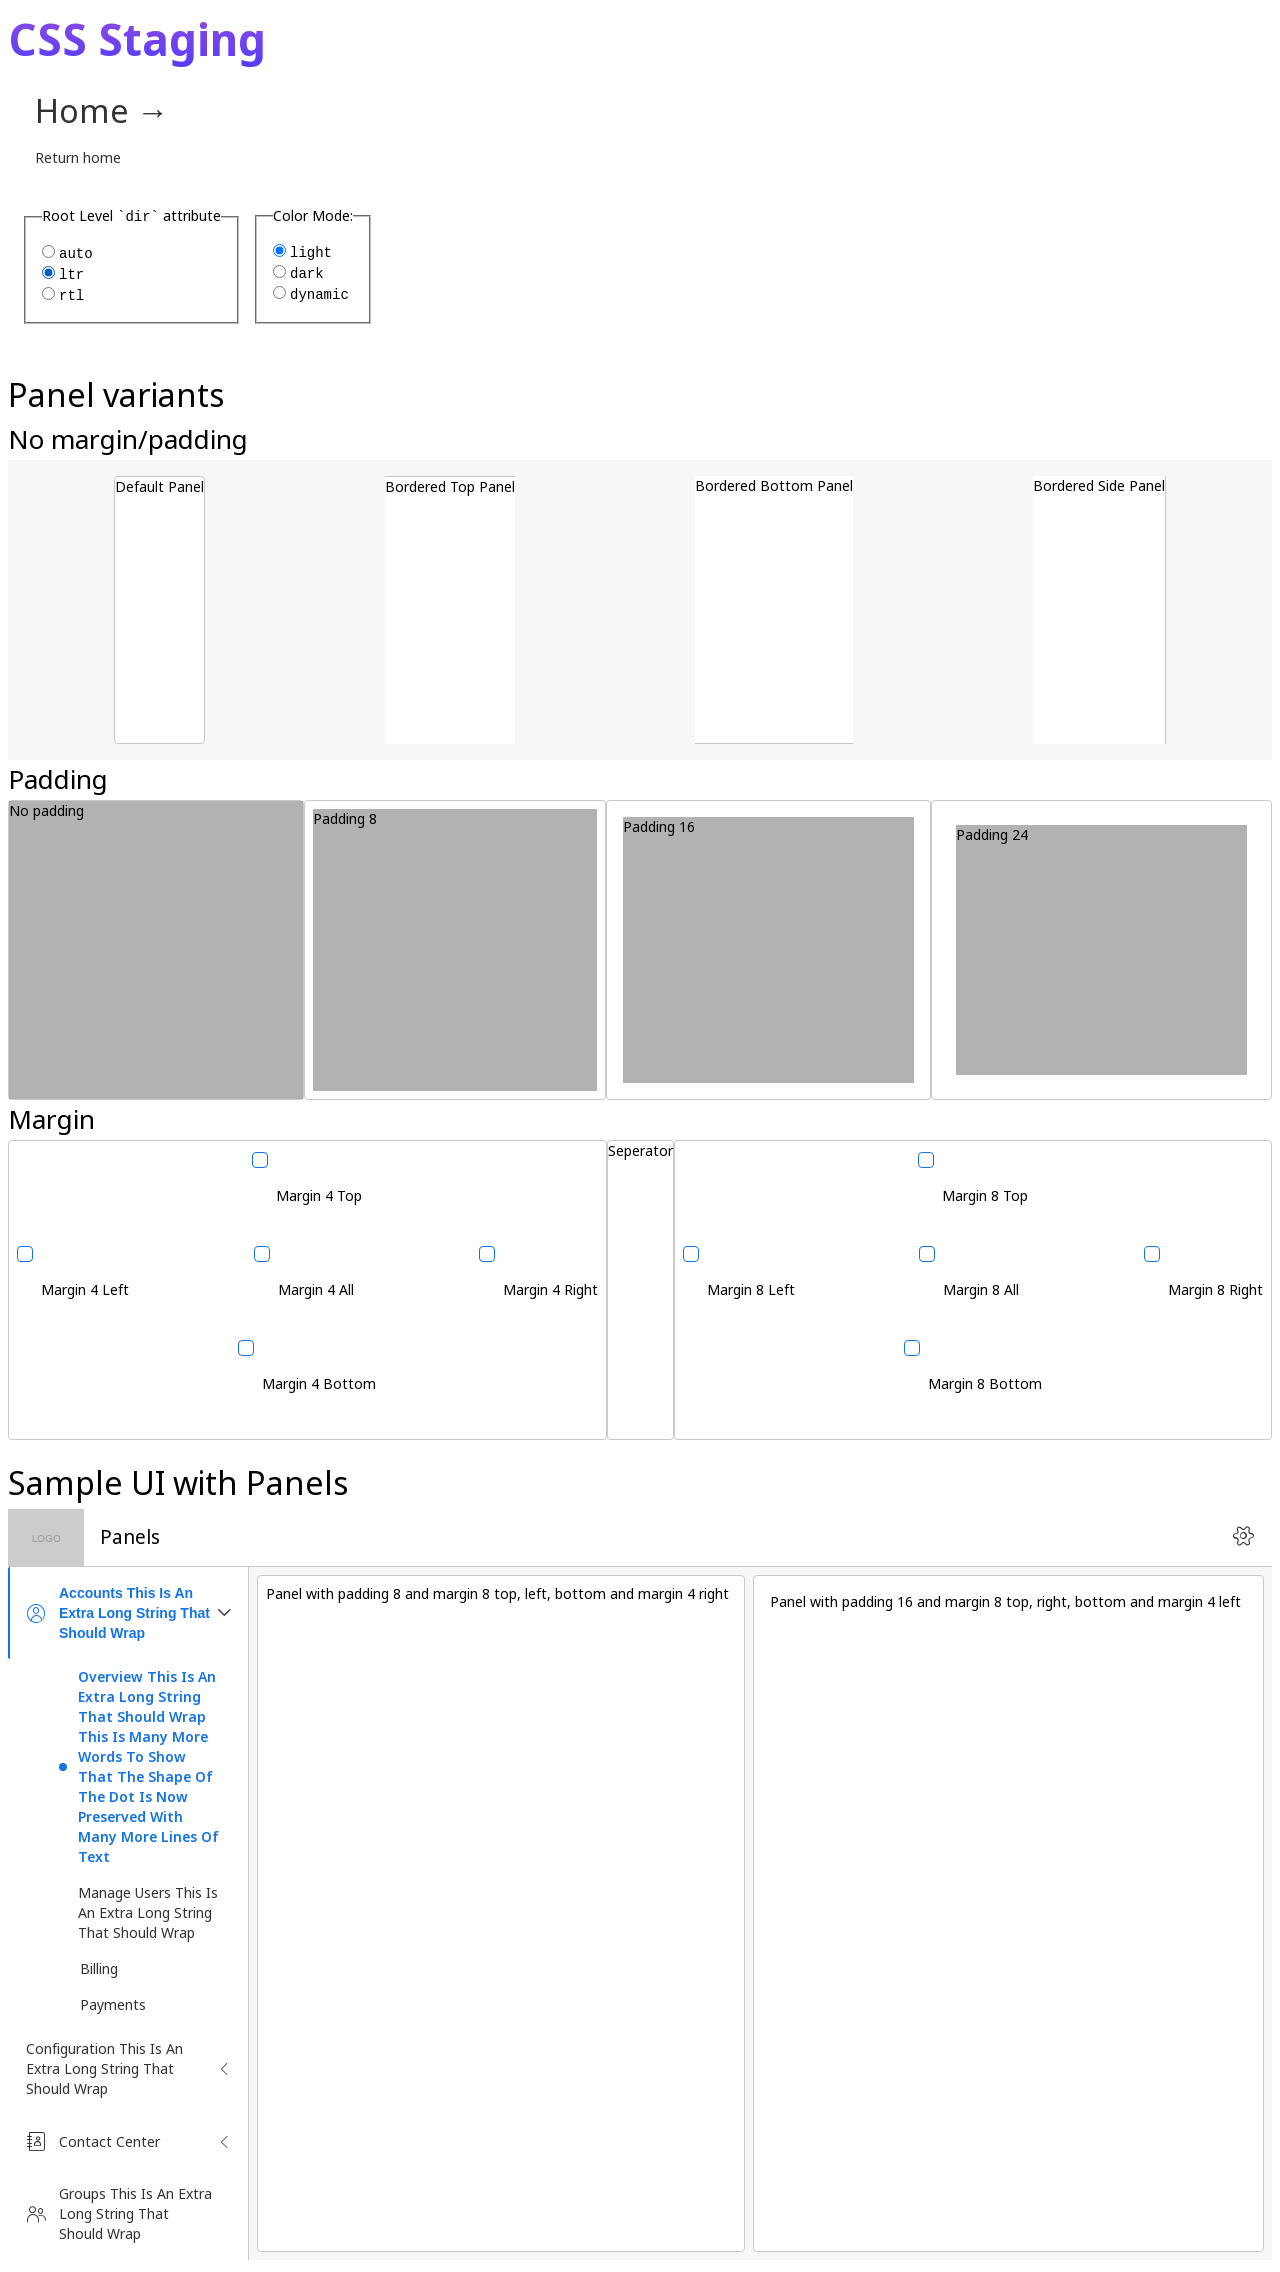 CSS Staging
Home →
Return home
Root Level `dir` attribute
auto
ltr
rtl
Color Mode:
light
dark
dynamic
Panel variants
No margin/padding
Default Panel
Bordered Top Panel
Bordered Bottom Panel
Bordered Side Panel
Padding
No padding
Padding 8
Padding 16
Padding 24
Margin
Margin 4 Top
Margin 4 Left
Margin 4 All
Margin 4 Right
Margin 4 Bottom
Seperator
Margin 8 Top
Margin 8 Left
Margin 8 All
Margin 8 Right
Margin 8 Bottom
Sample UI with Panels
LOGO
Panels
Accounts This Is An
Extra Long String That
Should Wrap
Overview This Is An
Extra Long String
That Should Wrap
This Is Many More
Words To Show
That The Shape Of
The Dot Is Now
Preserved With
Many More Lines Of
Text
Manage Users This Is
An Extra Long String
That Should Wrap
Billing
Payments
Configuration This Is An
Extra Long String That
Should Wrap
Contact Center
Groups This Is An Extra
Long String That
Should Wrap
Panel with padding 8 and margin 8 top, left, bottom and margin 4 right
Panel with padding 16 and margin 8 top, right, bottom and margin 4 left